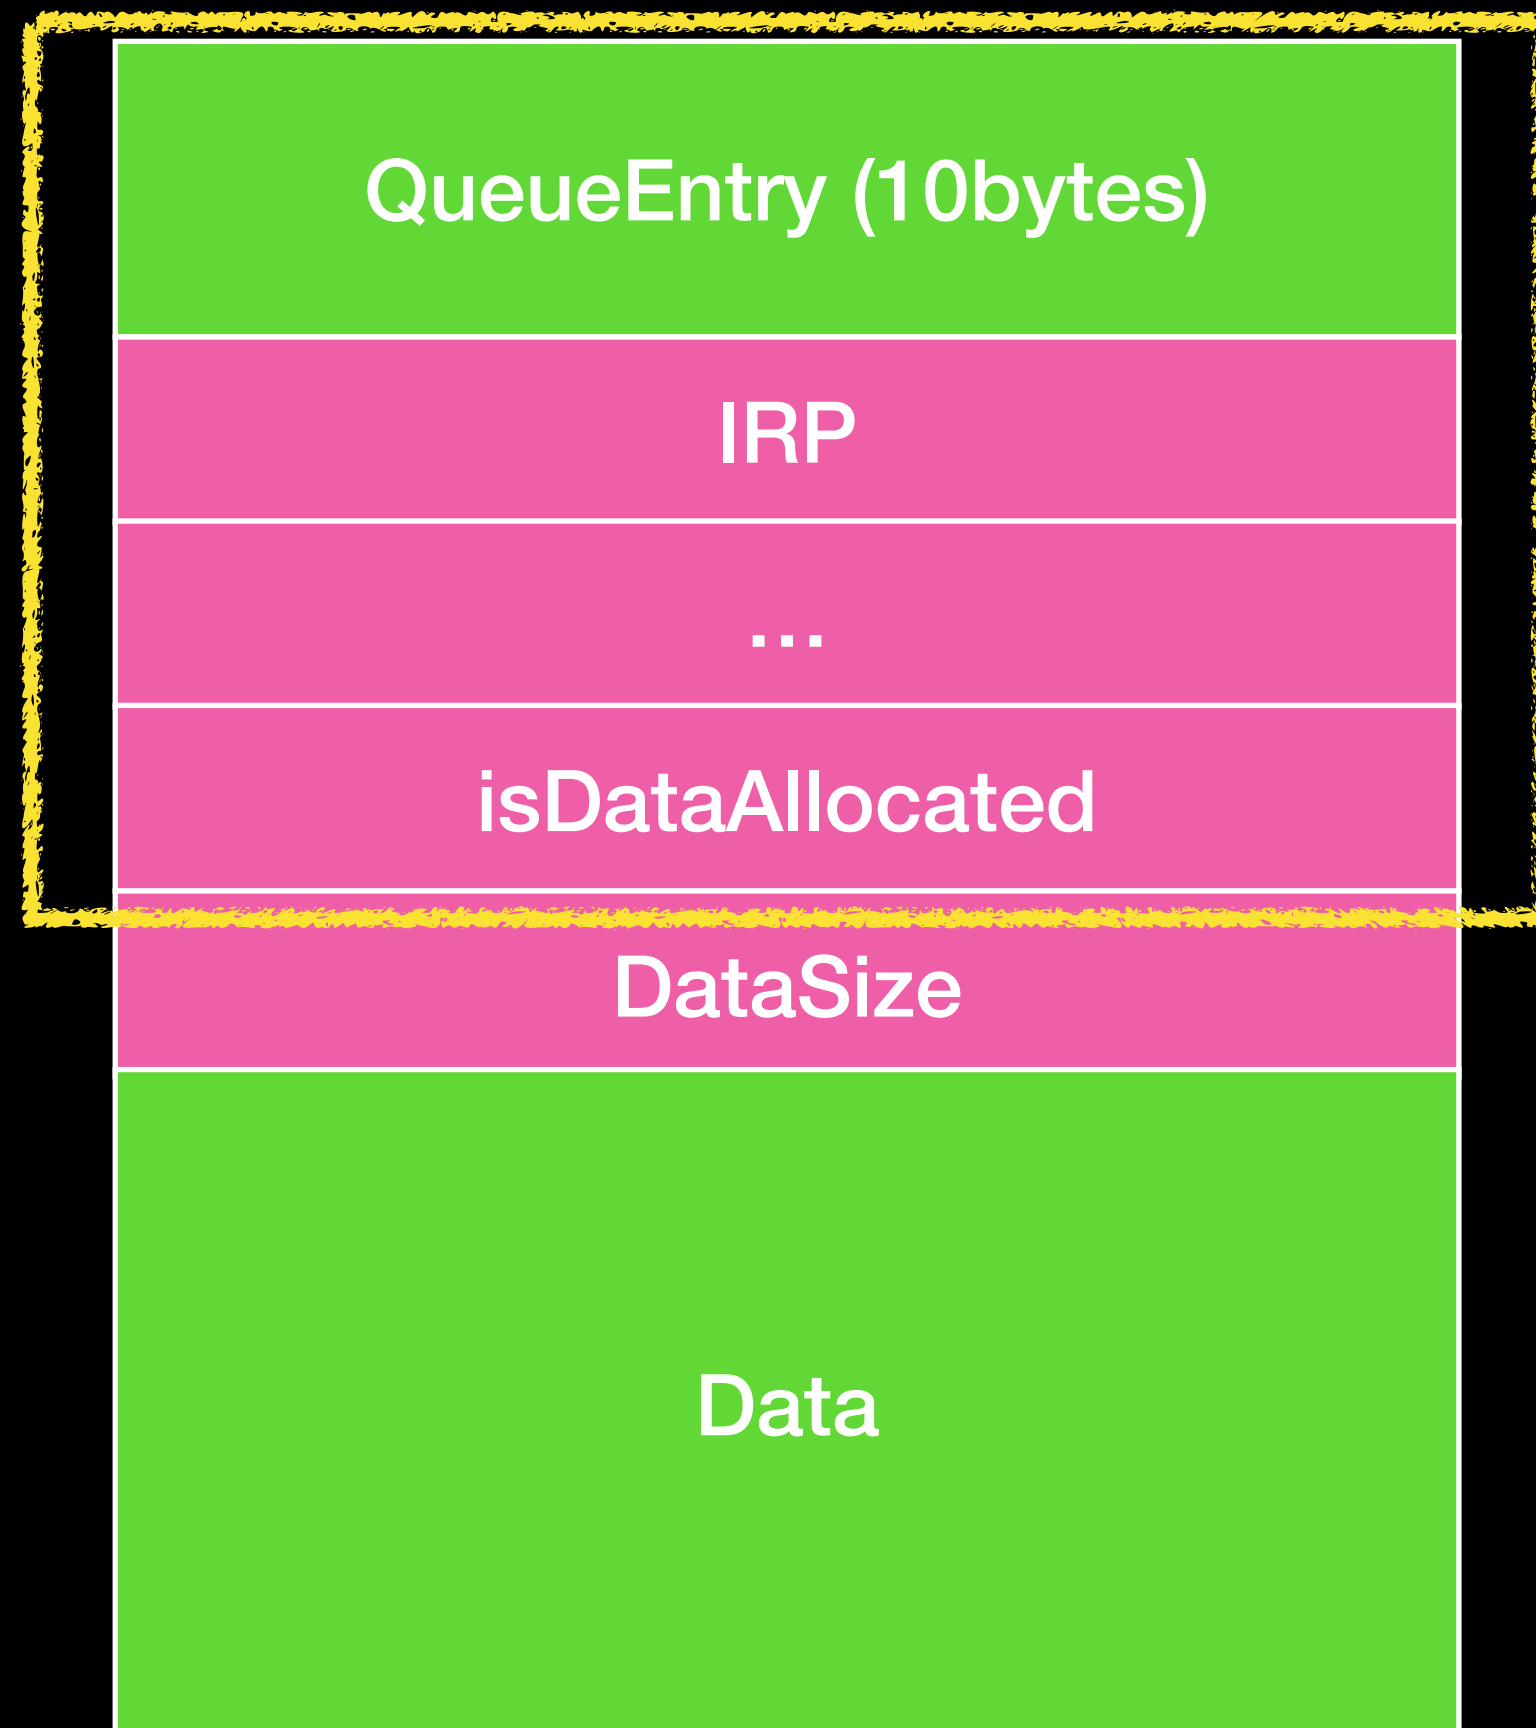 QueueEntry (10bytes)
IRP
...
isDataAllocated
DataSize
Data